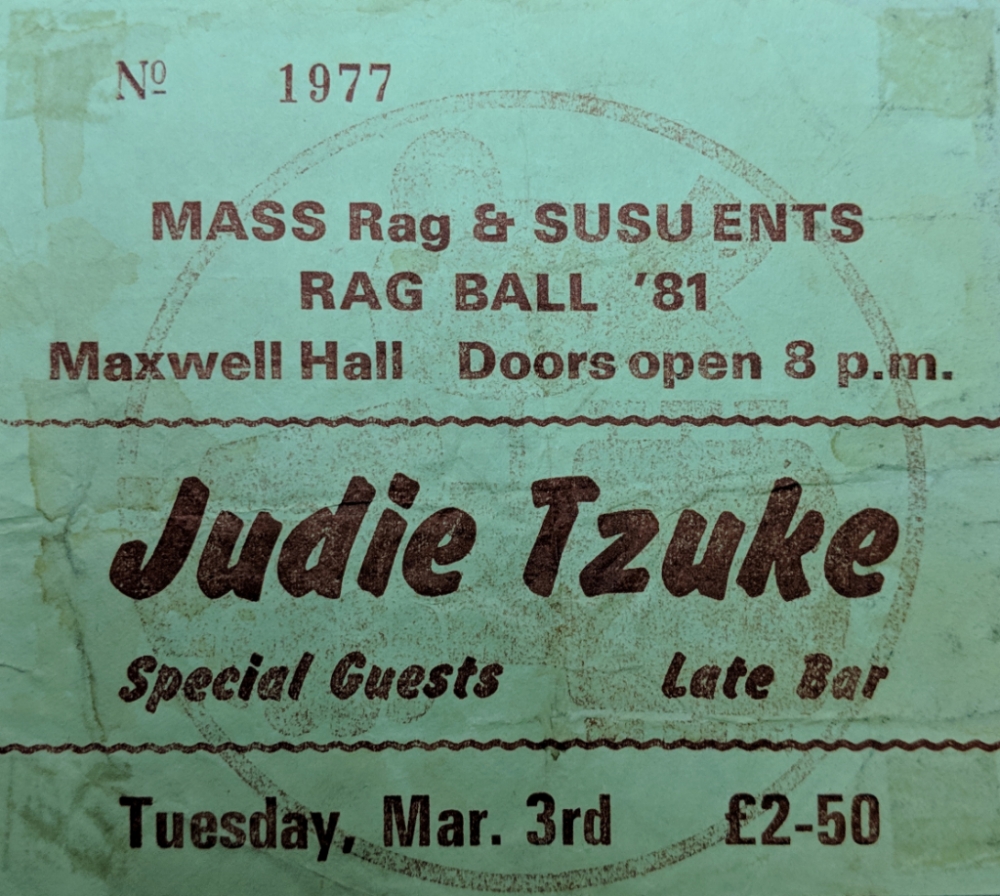 Nº 1977
MASS Rag & SUSU ENTS
RAG BALL '81
Maxwell Hall Doors open 8 p.m.
Judie Tzuke
Special Guests Late Bar
Tuesday, Mar. 3rd £2-50